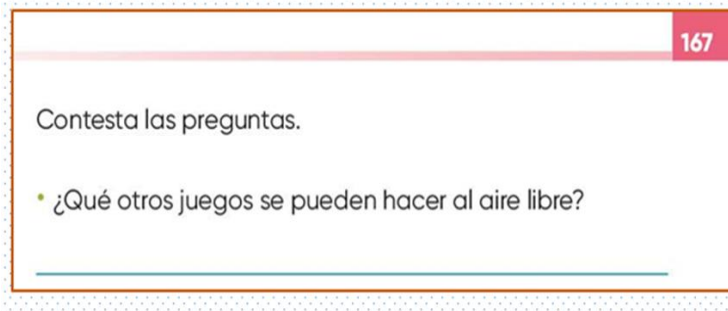 167
Contesta las preguntas.
• ¿Qué otros juegos se pueden hacer al aire libre?